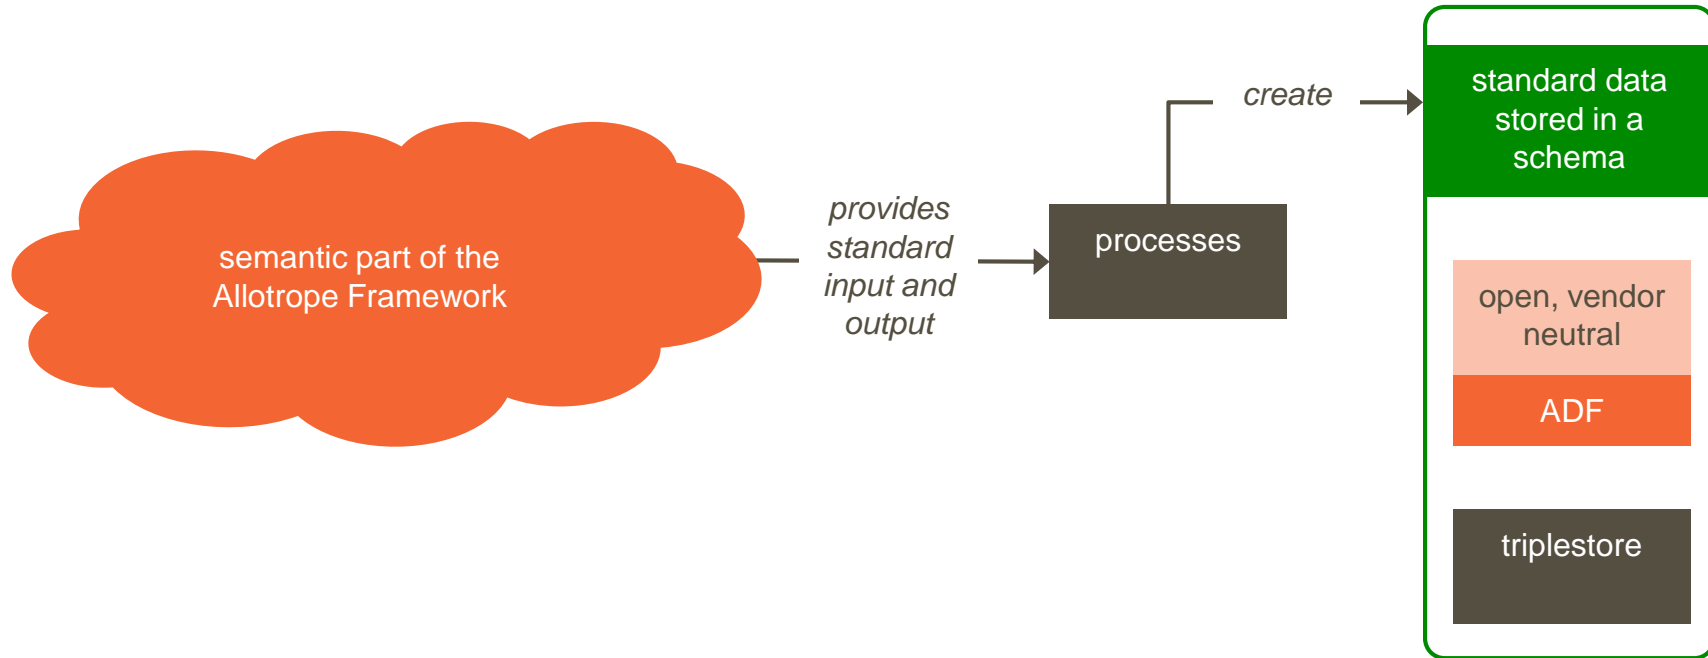 semantic part of the
Allotrope Framework
provides
standard
input and
output
processes
create
standard data
stored in a
schema
open, vendor
neutral
ADF
triplestore